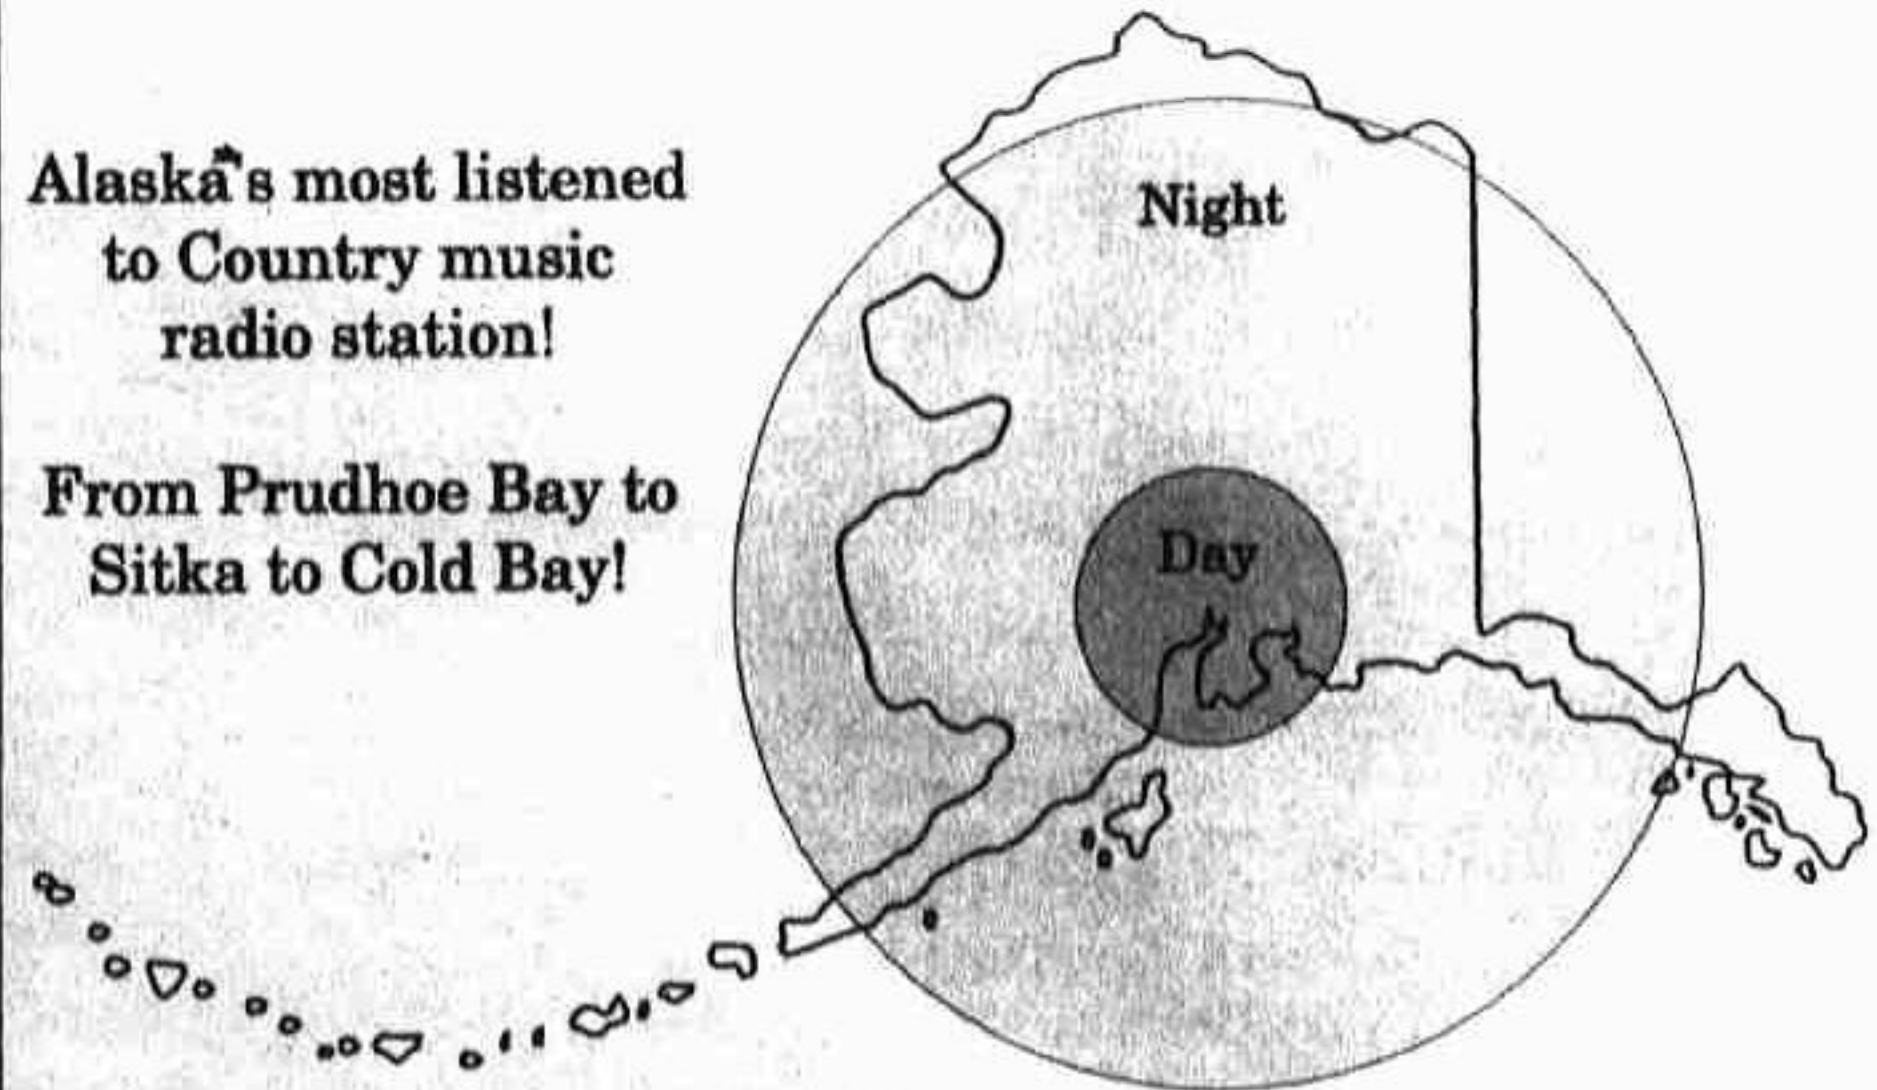 Alaska's most listened
to Country music
radio station!
From Prudhoe Bay to
Sitka to Cold Bay!
Night
Day